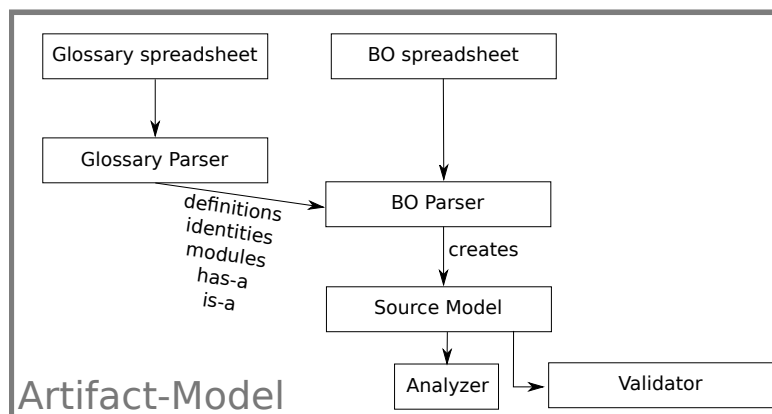 Glossary spreadsheet
BO spreadsheet
Glossary Parser
BO Parser
definitions
identities
modules
has-a
is-a
creates
Source Model
Analyzer
Validator
Artifact-Model